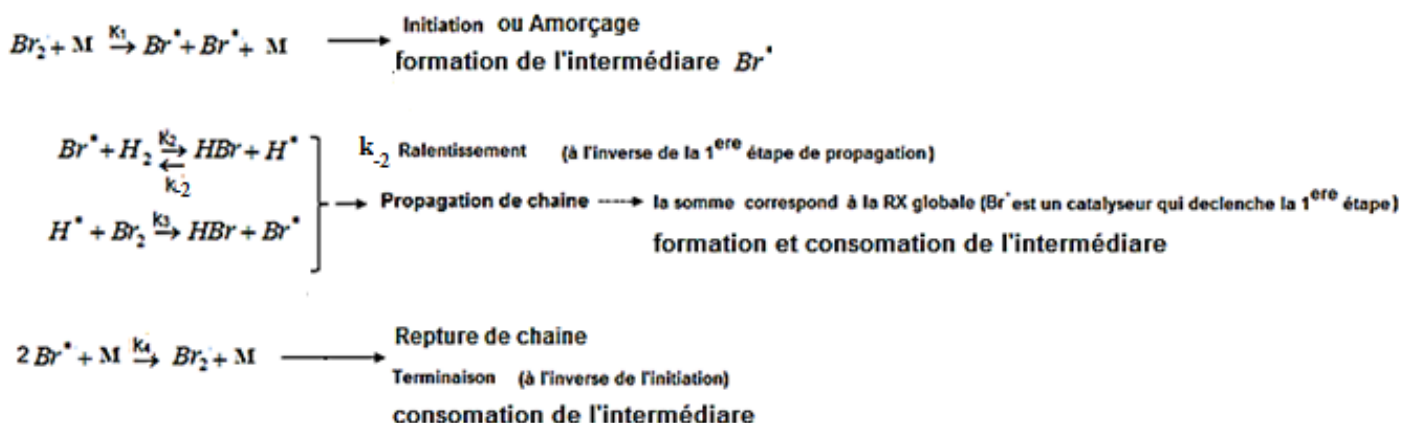 Br₂ + M →(K₁) Br• + Br• + M ⟶ Initiation ou Amorçage
formation de l'intermédiare Br•
Br• + H₂ ⇄(K₂ / k-2) HBr + H• k-2 Ralentissement (à l'inverse de la 1ere étape de propagation)
Propagation de chaine ----→ la somme correspond à la RX globale (Br• est un catalyseur qui declenche la 1ere étape)
H• + Br₂ →(k₃) HBr + Br• formation et consomation de l'intermédiare
2 Br• + M →(k₄) Br₂ + M ⟶ Repture de chaine
Terminaison (à l'inverse de l'initiation)
consomation de l'intermédiare